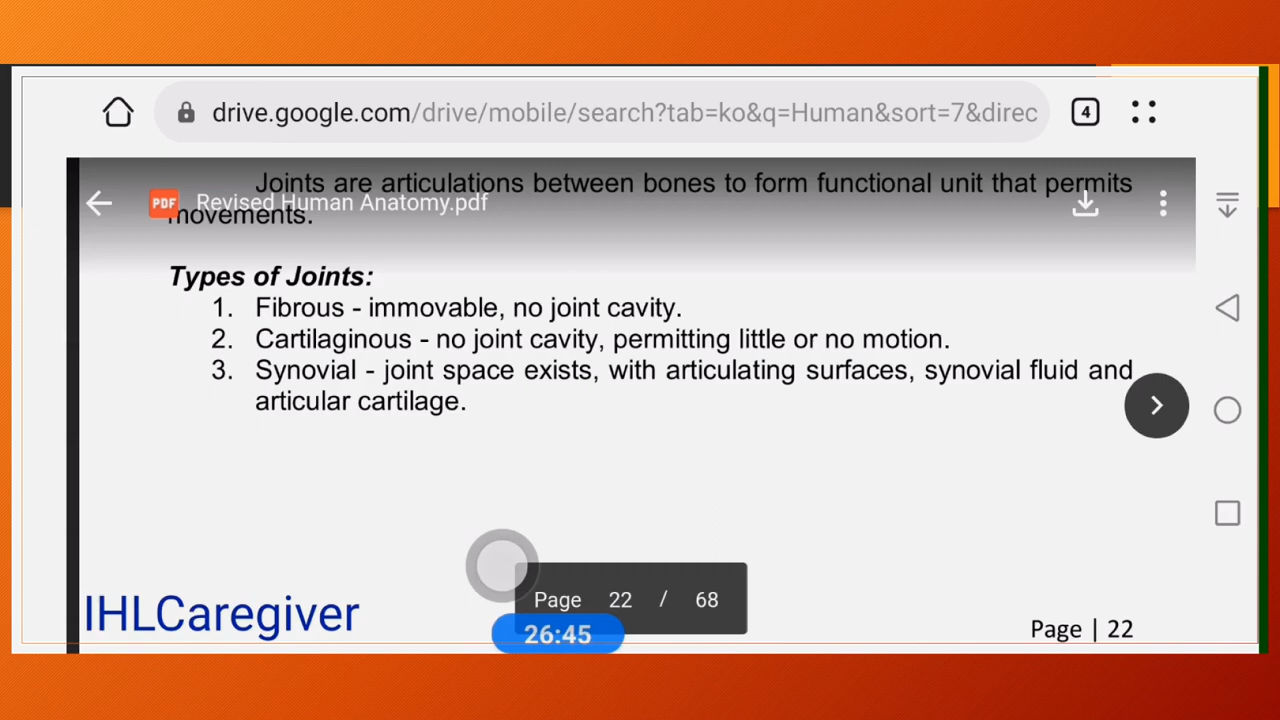 drive.google.com/drive/mobile/search?tab=ko&q=Human&sort=7&direc
4
Joints are articulations between bones to form functional unit that permits
PDF Revised Human Anatomy.pdf
movements.
Types of Joints:
1. Fibrous - immovable, no joint cavity.
2. Cartilaginous - no joint cavity, permitting little or no motion.
3. Synovial - joint space exists, with articulating surfaces, synovial fluid and
articular cartilage.
Page 22 / 68
IHLCaregiver
26:45
Page | 22